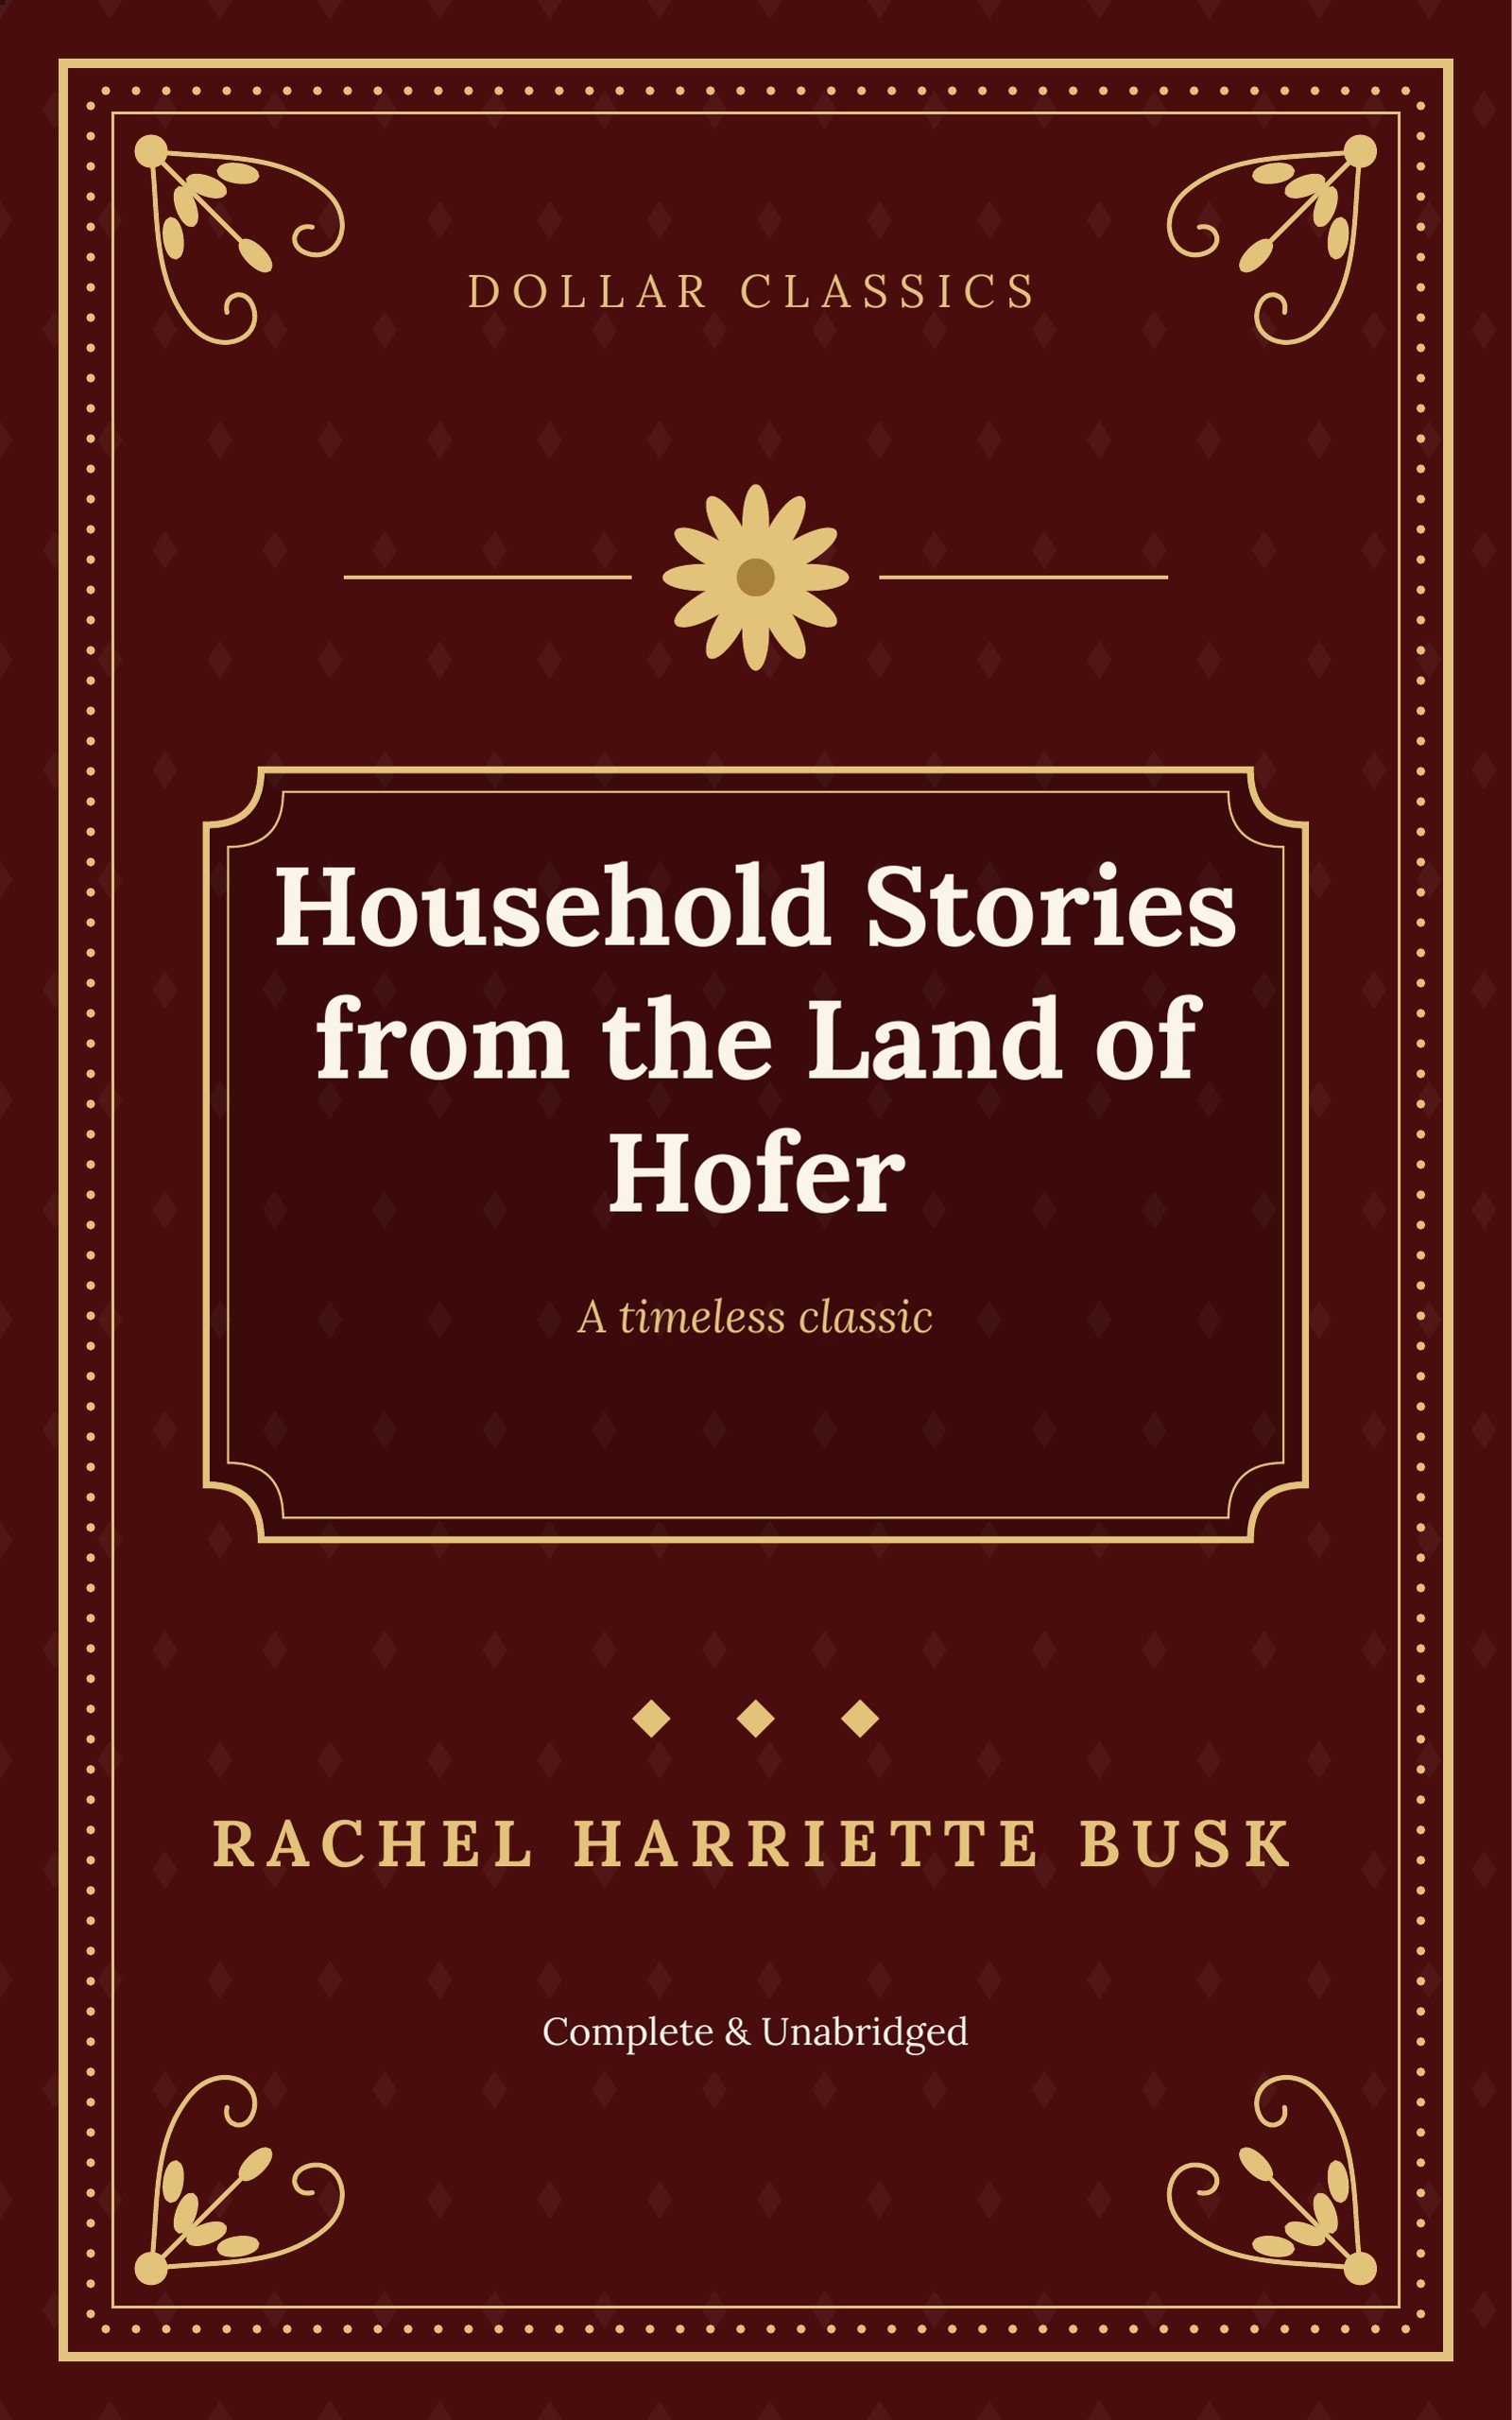 DOLLAR CLASSICS
Household Stories
from the Land of
Hofer
A timeless classic
RACHEL HARRIETTE BUSK
Complete & Unabridged